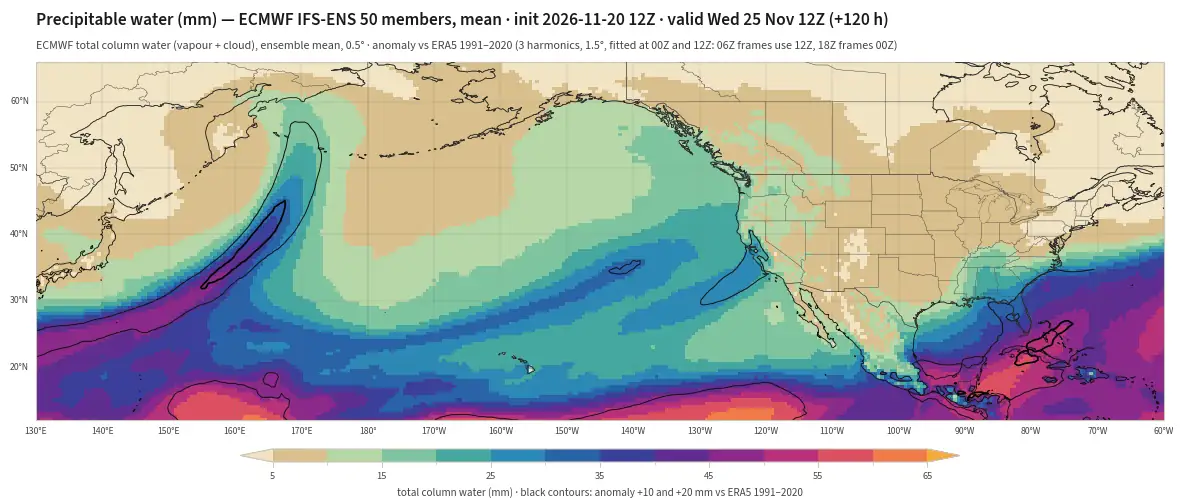 Precipitable water (mm) — ECMWF IFS-ENS 50 members, mean · init 2026-11-20 12Z · valid Wed 25 Nov 12Z (+120 h)
ECMWF total column water (vapour + cloud), ensemble mean, 0.5° · anomaly vs ERA5 1991–2020 (3 harmonics, 1.5°, fitted at 00Z and 12Z: 06Z frames use 12Z, 18Z frames 00Z)
60°N
50°N
40°N
30°N
20°N
130°E 140°E 150°E 160°E 170°E 180° 170°W 160°W 150°W 140°W 130°W 120°W 110°W 100°W 90°W 80°W 70°W 60°W
5 15 25 35 45 55 65
total column water (mm) · black contours: anomaly +10 and +20 mm vs ERA5 1991–2020